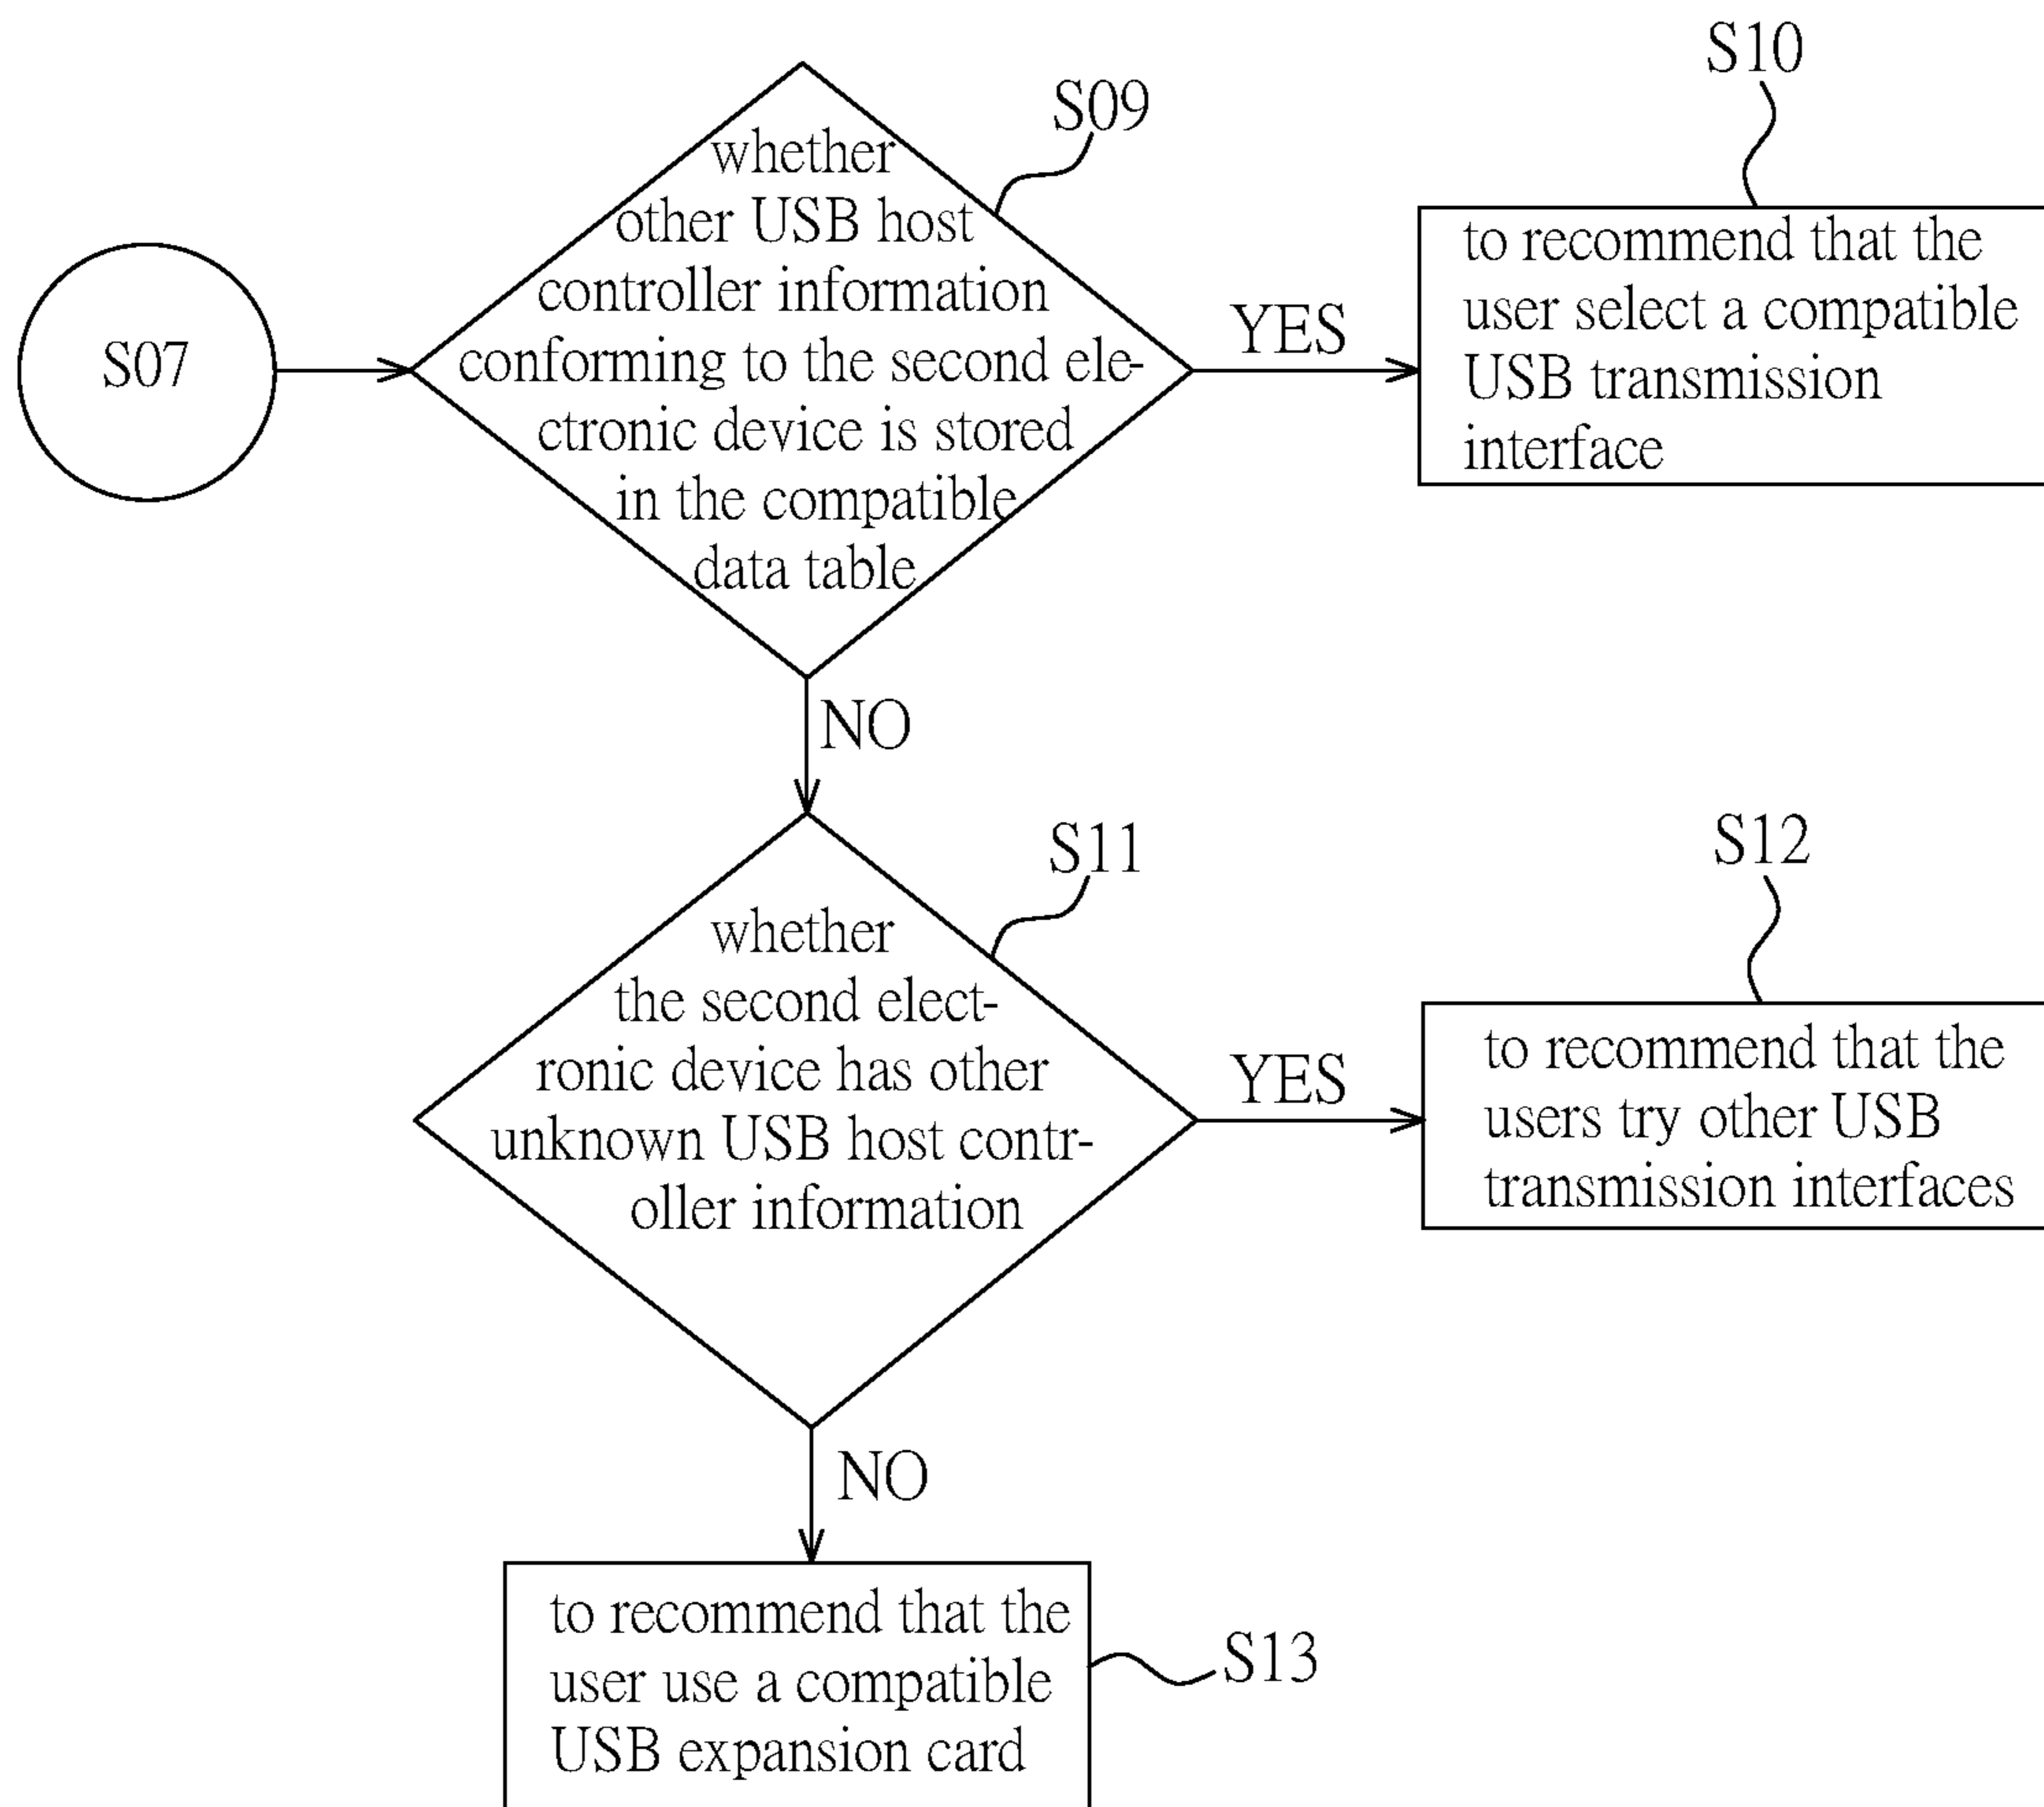 S07
S09
whether
other USB host
controller information
conforming to the second ele-
ctronic device is stored
in the compatible
data table
YES
S10
to recommend that the
user select a compatible
USB transmission
interface
NO
S11
whether
the second elect-
ronic device has other
unknown USB host contr-
oller information
YES
S12
to recommend that the
users try other USB
transmission interfaces
NO
to recommend that the
user use a compatible
USB expansion card
S13